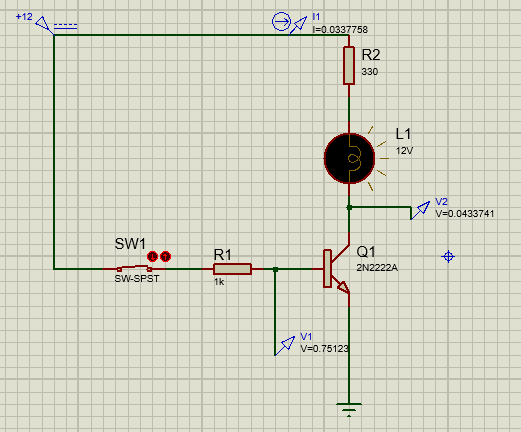 +12
I1
I=0.0337758
R2
330
L1
12V
V2
V=0.0433741
SW1
SW-SPST
R1
1k
Q1
2N2222A
V1
V=0.75123